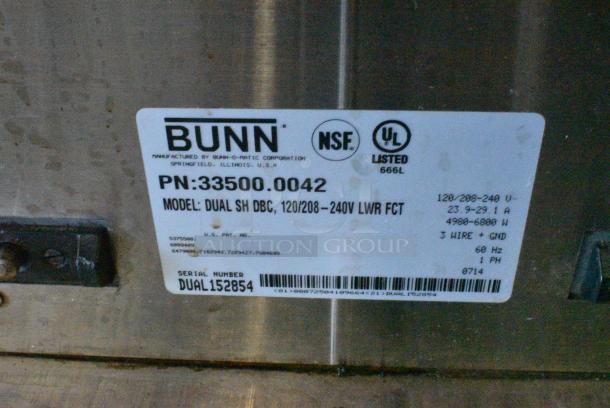 BUNN
MANUFACTURED BY BUNN-O-MATIC CORPORATION
SPRINGFIELD, ILLINOIS, U.S.A
NSF
UL
LISTED
666L
PN:33500.0042
MODEL: DUAL SH DBC, 120/208-240V LWR FCT
U.S. PAT. NO.
SERIAL NUMBER
DUAL152854
120/208-240 V~
23.9-29.1 A
4980-6800 W
3 WIRE + GND
60 Hz
1 PH
0714
AUCTION GROUP